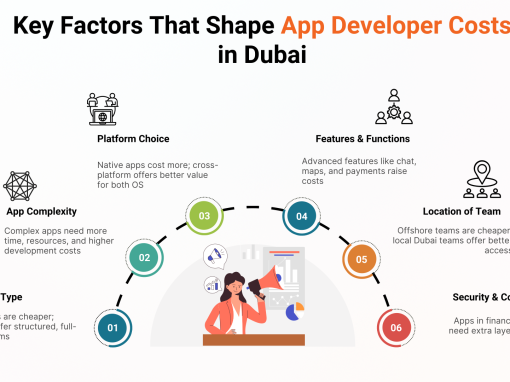 Key Factors That Shape App Developer Costs
in Dubai
Platform Choice
Native apps cost more; cross-
platform offers better value
for both OS
Features & Functions
Advanced features like chat,
maps, and payments raise
costs
App Complexity
Complex apps need more
time, resources, and higher
development costs
Location of Team
Offshore teams are cheaper
local Dubai teams offer bette
access
Type
s are cheaper;
fer structured, full-
ms
Security & Co
Apps in financ
need extra laye
01
02
03
04
05
06